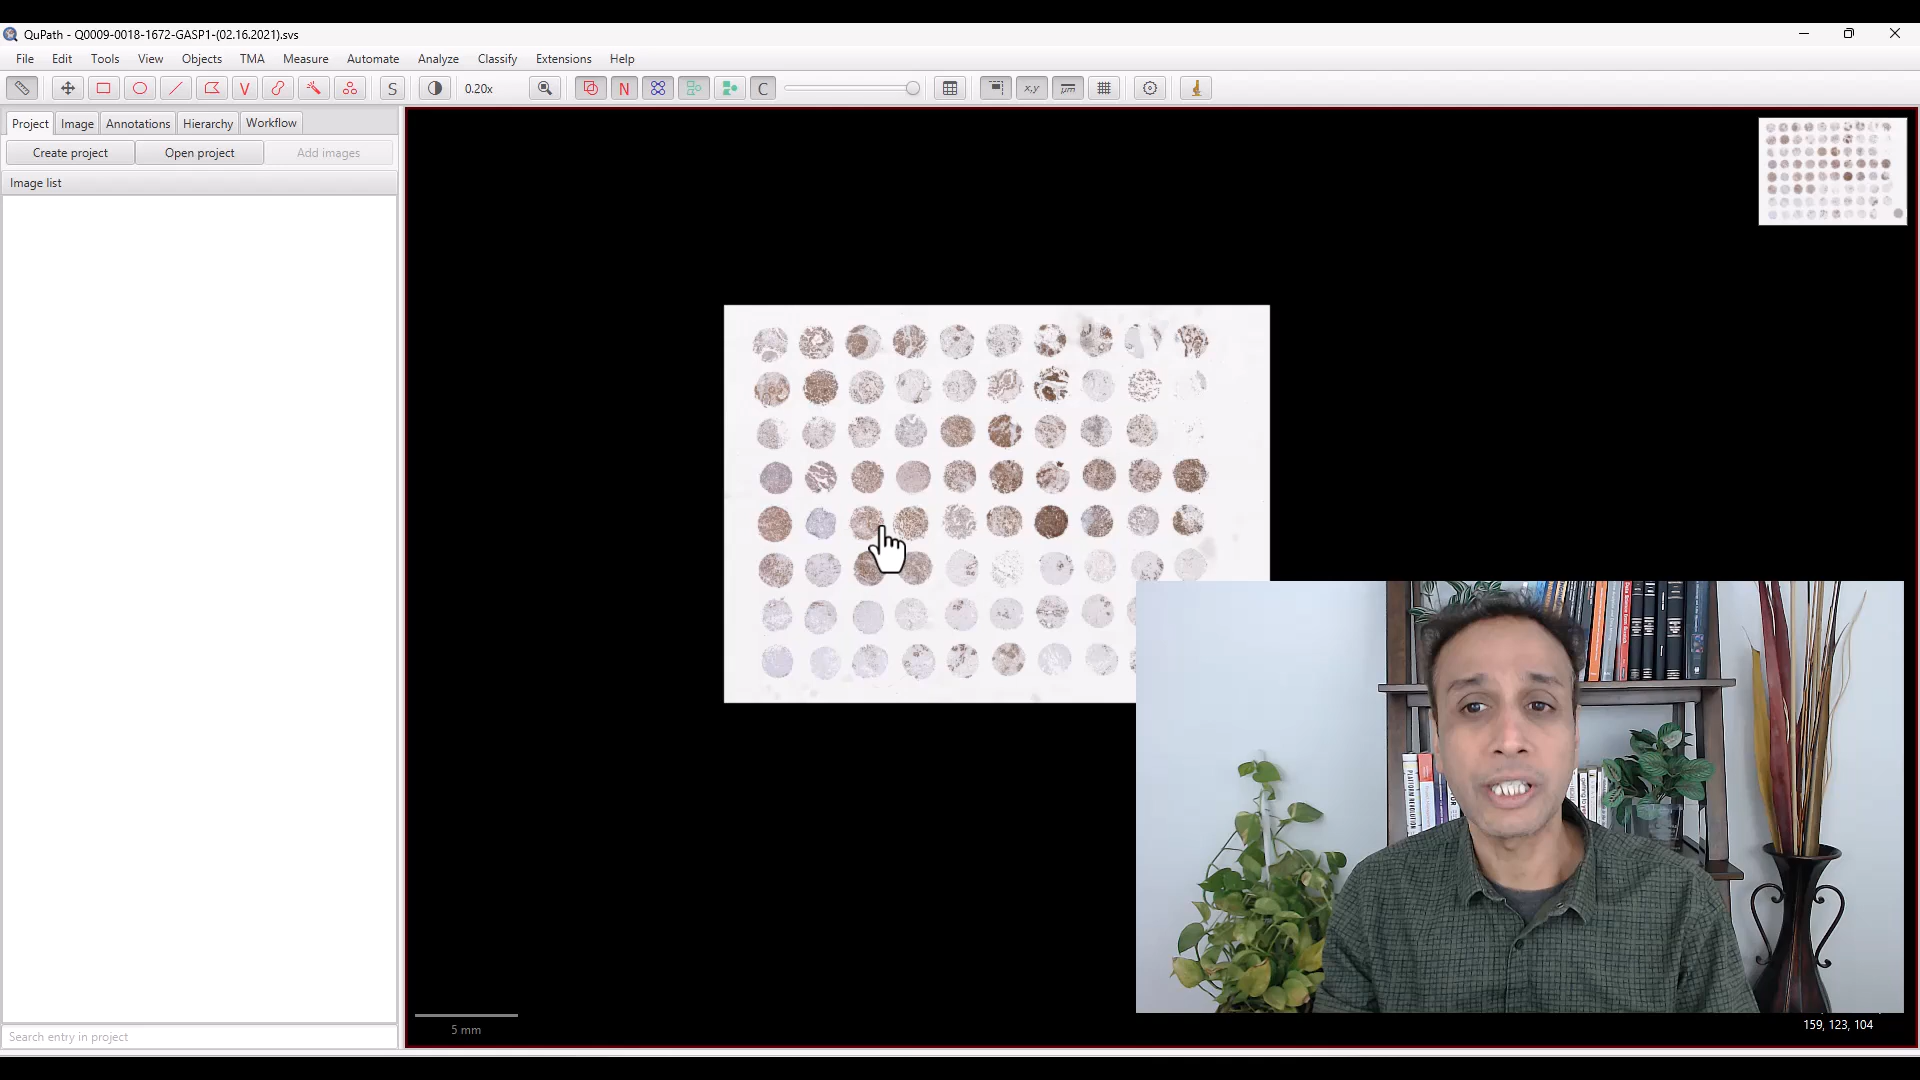 QuPath - Q0009-0018-1672-GASP1-(02.16.2021).svs
File Edit Tools View Objects TMA Measure Automate Analyze Classify Extensions Help
V S 0.20x N C x,y μm
Project Image Annotations Hierarchy Workflow
Create project Open project Add images
Image list
Search entry in project
5 mm
159, 123, 104